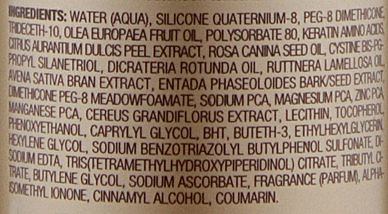 INGREDIENTS: WATER (AQUA), SILICONE QUATERNIUM-8, PEG-8 DIMETHICONE,
TRIDECETH-10, OLEA EUROPAEA FRUIT OIL, POLYSORBATE 80, KERATIN AMINO ACIDS,
CITRUS AURANTIUM DULCIS PEEL EXTRACT, ROSA CANINA SEED OIL, CYSTINE BIS-PG-
PROPYL SILANETRIOL, DICRATERIA ROTUNDA OIL, RUTTNERA LAMELLOSA OIL,
AVENA SATIVA BRAN EXTRACT, ENTADA PHASEOLOIDES BARK/SEED EXTRACT,
DIMETHICONE PEG-8 MEADOWFOAMATE, SODIUM PCA, MAGNESIUM PCA, ZINC PCA,
MANGANESE PCA, CEREUS GRANDIFLORUS EXTRACT, LECITHIN, TOCOPHEROL,
PHENOXYETHANOL, CAPRYLYL GLYCOL, BHT, BUTETH-3, ETHYLHEXYLGLYCERIN,
HEXYLENE GLYCOL, SODIUM BENZOTRIAZOLYL BUTYLPHENOL SULFONATE, DI-
SODIUM EDTA, TRIS(TETRAMETHYLHYDROXYPIPERIDINOL) CITRATE, TRIBUTYL CI-
TRATE, BUTYLENE GLYCOL, SODIUM ASCORBATE, FRAGRANCE (PARFUM), ALPHA-
ISOMETHYL IONONE, CINNAMYL ALCOHOL, COUMARIN.